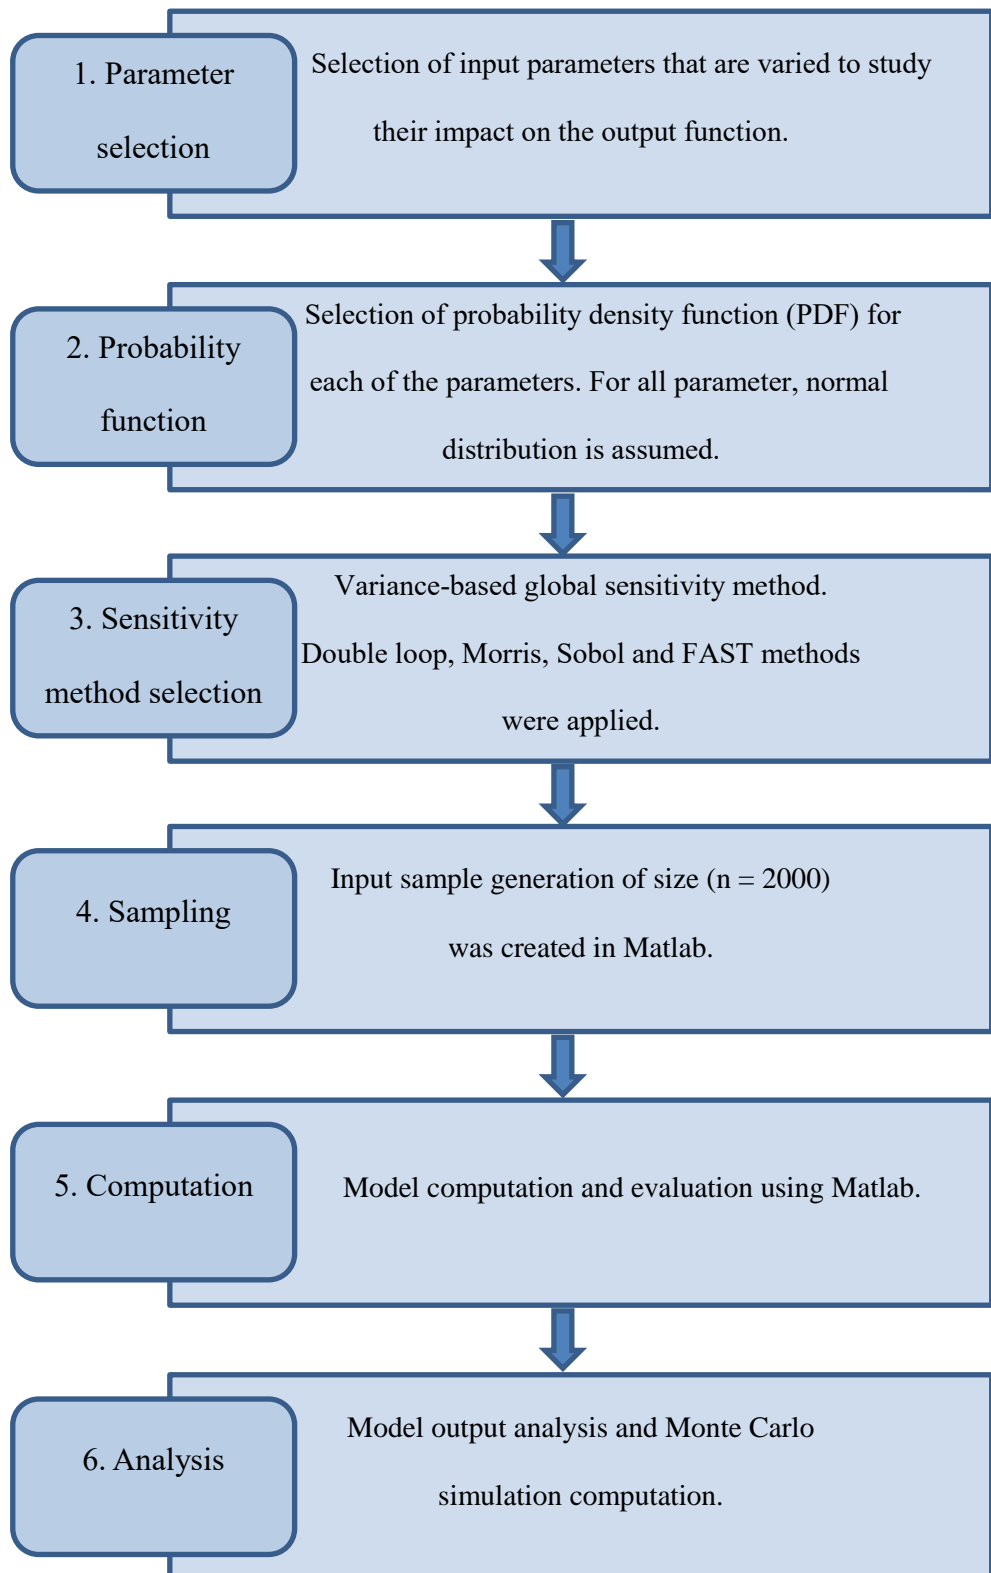 1. Parameter
selection
Selection of input parameters that are varied to study
their impact on the output function.
2. Probability
function
Selection of probability density function (PDF) for
each of the parameters. For all parameter, normal
distribution is assumed.
3. Sensitivity
method selection
Variance-based global sensitivity method.
Double loop, Morris, Sobol and FAST methods
were applied.
4. Sampling
Input sample generation of size (n = 2000)
was created in Matlab.
5. Computation
Model computation and evaluation using Matlab.
6. Analysis
Model output analysis and Monte Carlo
simulation computation.